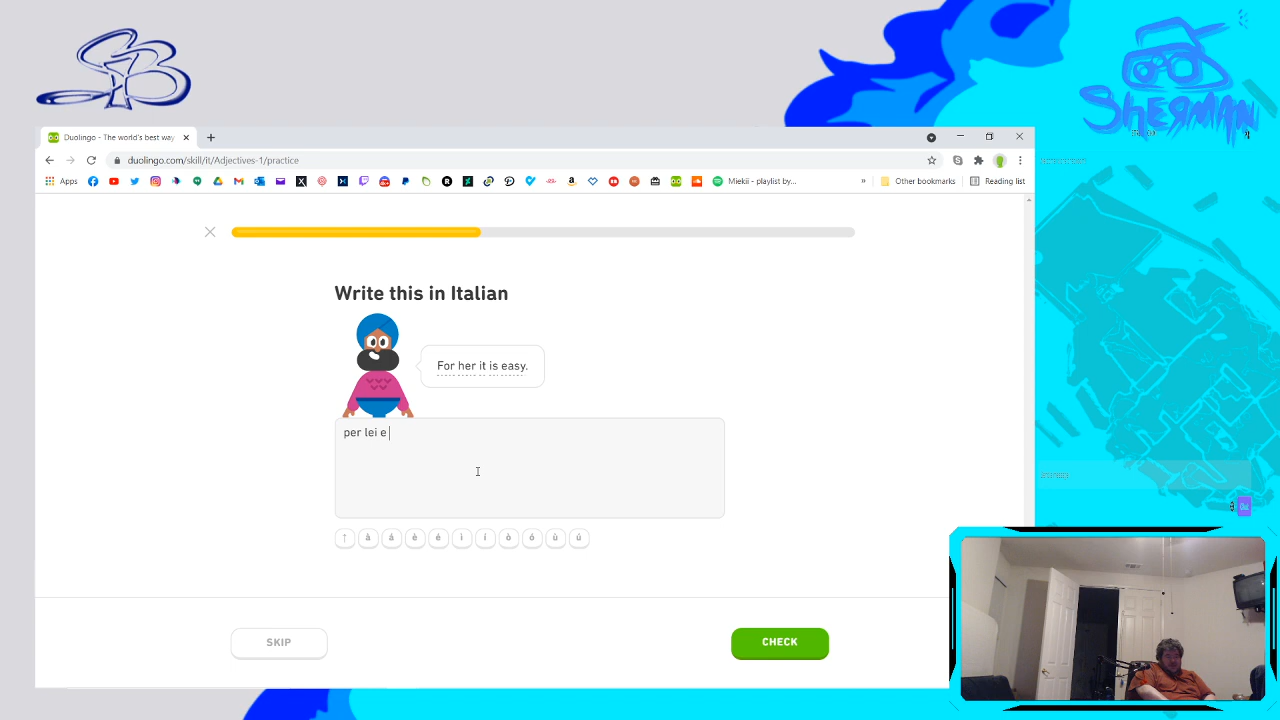 SHERMAN
Duolingo - The world's best way
duolingo.com/skill/it/Adjectives-1/practice
Apps
Miekii - playlist by...
»
Other bookmarks
Reading list
Write this in Italian
For her it is easy.
per lei e
↑ à á è é ì í ò ó ù ú
SKIP
CHECK